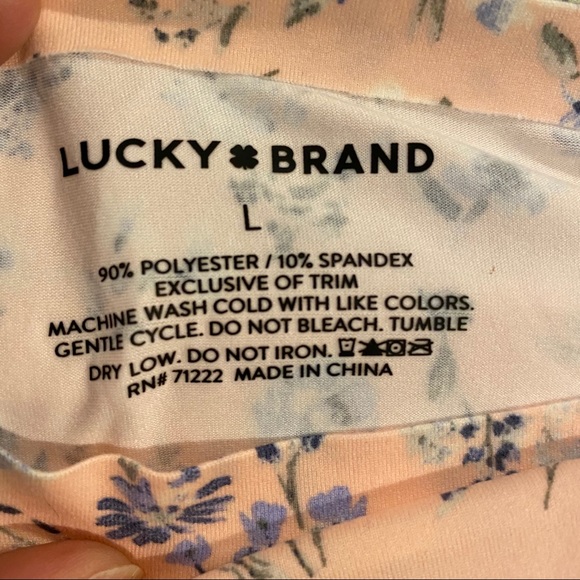 LUCKY BRAND
L
90% POLYESTER / 10% SPANDEX
EXCLUSIVE OF TRIM
MACHINE WASH COLD WITH LIKE COLORS.
GENTLE CYCLE. DO NOT BLEACH. TUMBLE
DRY LOW. DO NOT IRON.
RN# 71222 MADE IN CHINA